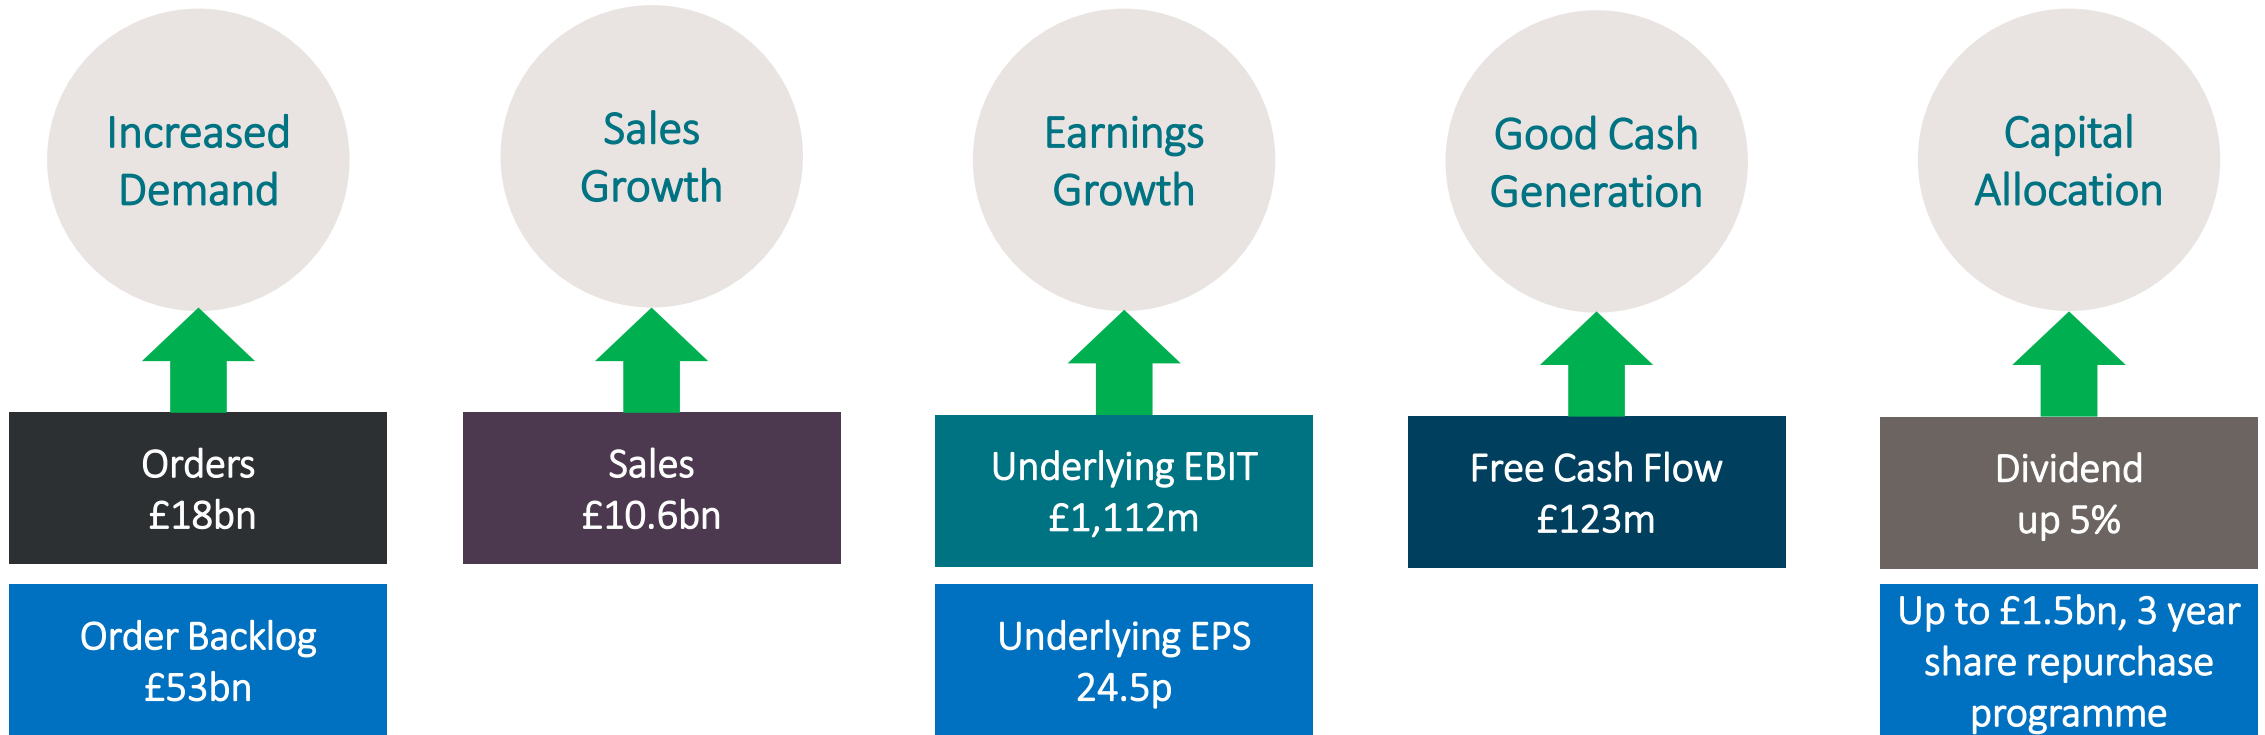 Increased
Demand
Sales
Growth
Earnings
Growth
Good Cash
Generation
Capital
Allocation
Orders
£18bn
Sales
£10.6bn
Underlying EBIT
£1,112m
Free Cash Flow
£123m
Dividend
up 5%
Order Backlog
£53bn
Underlying EPS
24.5p
Up to £1.5bn, 3 year
share repurchase
programme